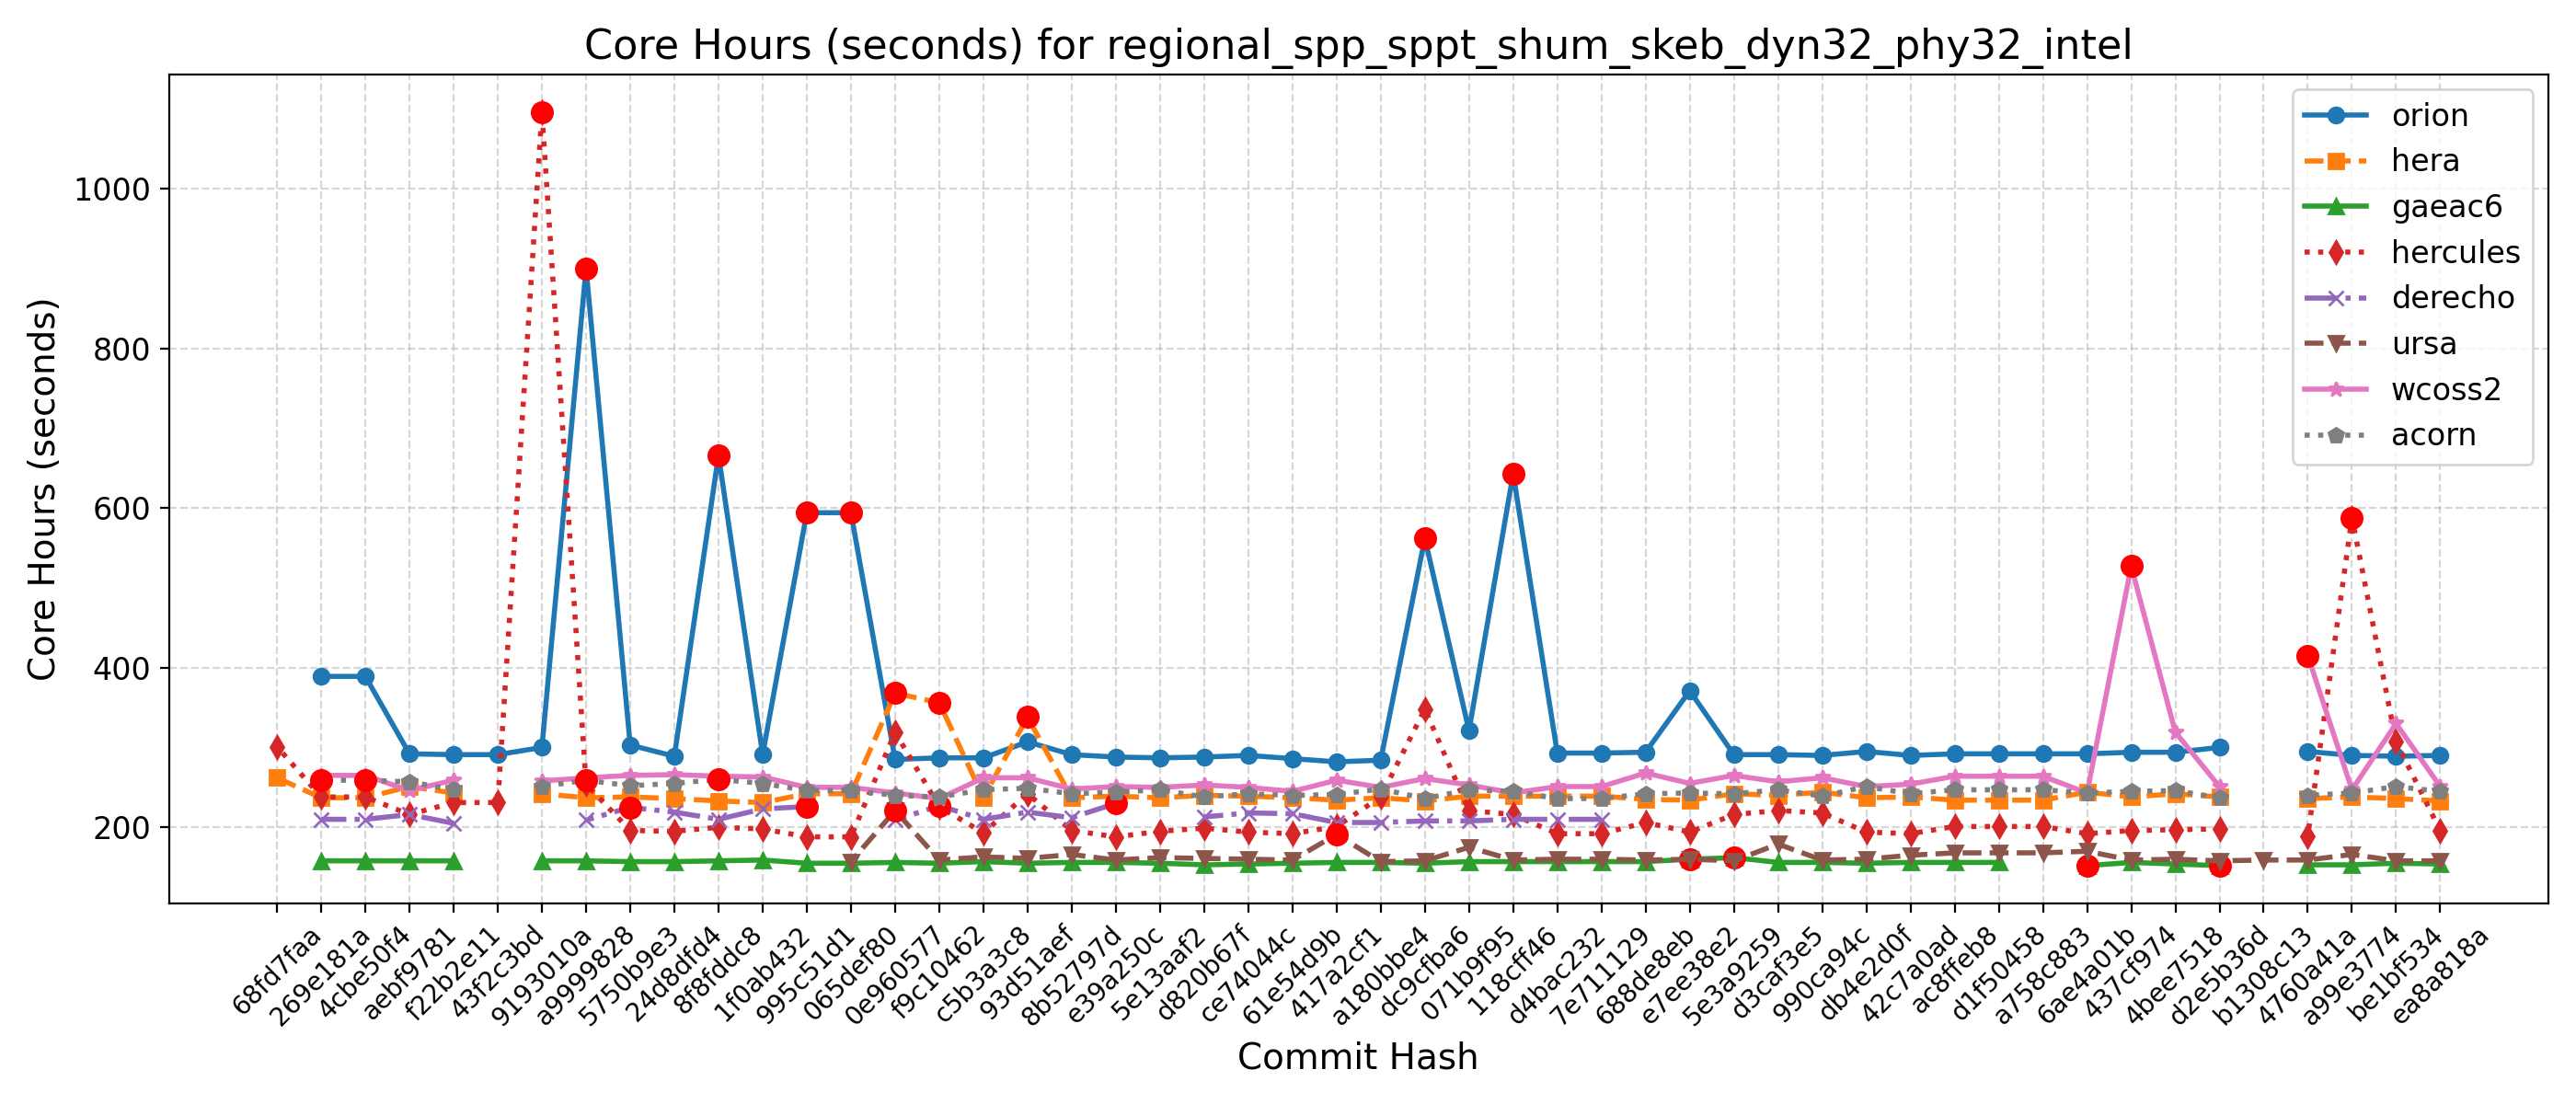 Core Hours (seconds) for regional_spp_sppt_shum_skeb_dyn32_phy32_intel
Core Hours (seconds)
1000
800
600
400
200
orion
hera
gaeac6
hercules
derecho
ursa
wcoss2
acorn
68fd7faa
269e181a
4cbe50f4
aebf9781
f22b2e11
43f2c3bd
9193010a
a9999828
5750b9e3
24d8dfd4
8f8fddc8
1f0ab432
995c51d1
065def80
0e960577
f9c10462
c5b3a3c8
93d51aef
8b52797d
e39a250c
5e13aaf2
d820b67f
ce74044c
61e54d9b
417a2cf1
a180bbe4
dc9cfba6
071b9f95
118cff46
d4bac232
7e711129
688de8eb
e7ee38e2
5e3a9259
d3caf3e5
990ca94c
db4e2d0f
42c7a0ad
ac8ffeb8
d1f50458
a758c883
6ae4a01b
437cf974
4bee7518
d2e5b36d
b1308c13
4760a41a
a99e3774
be1bf534
ea8a818a
Commit Hash